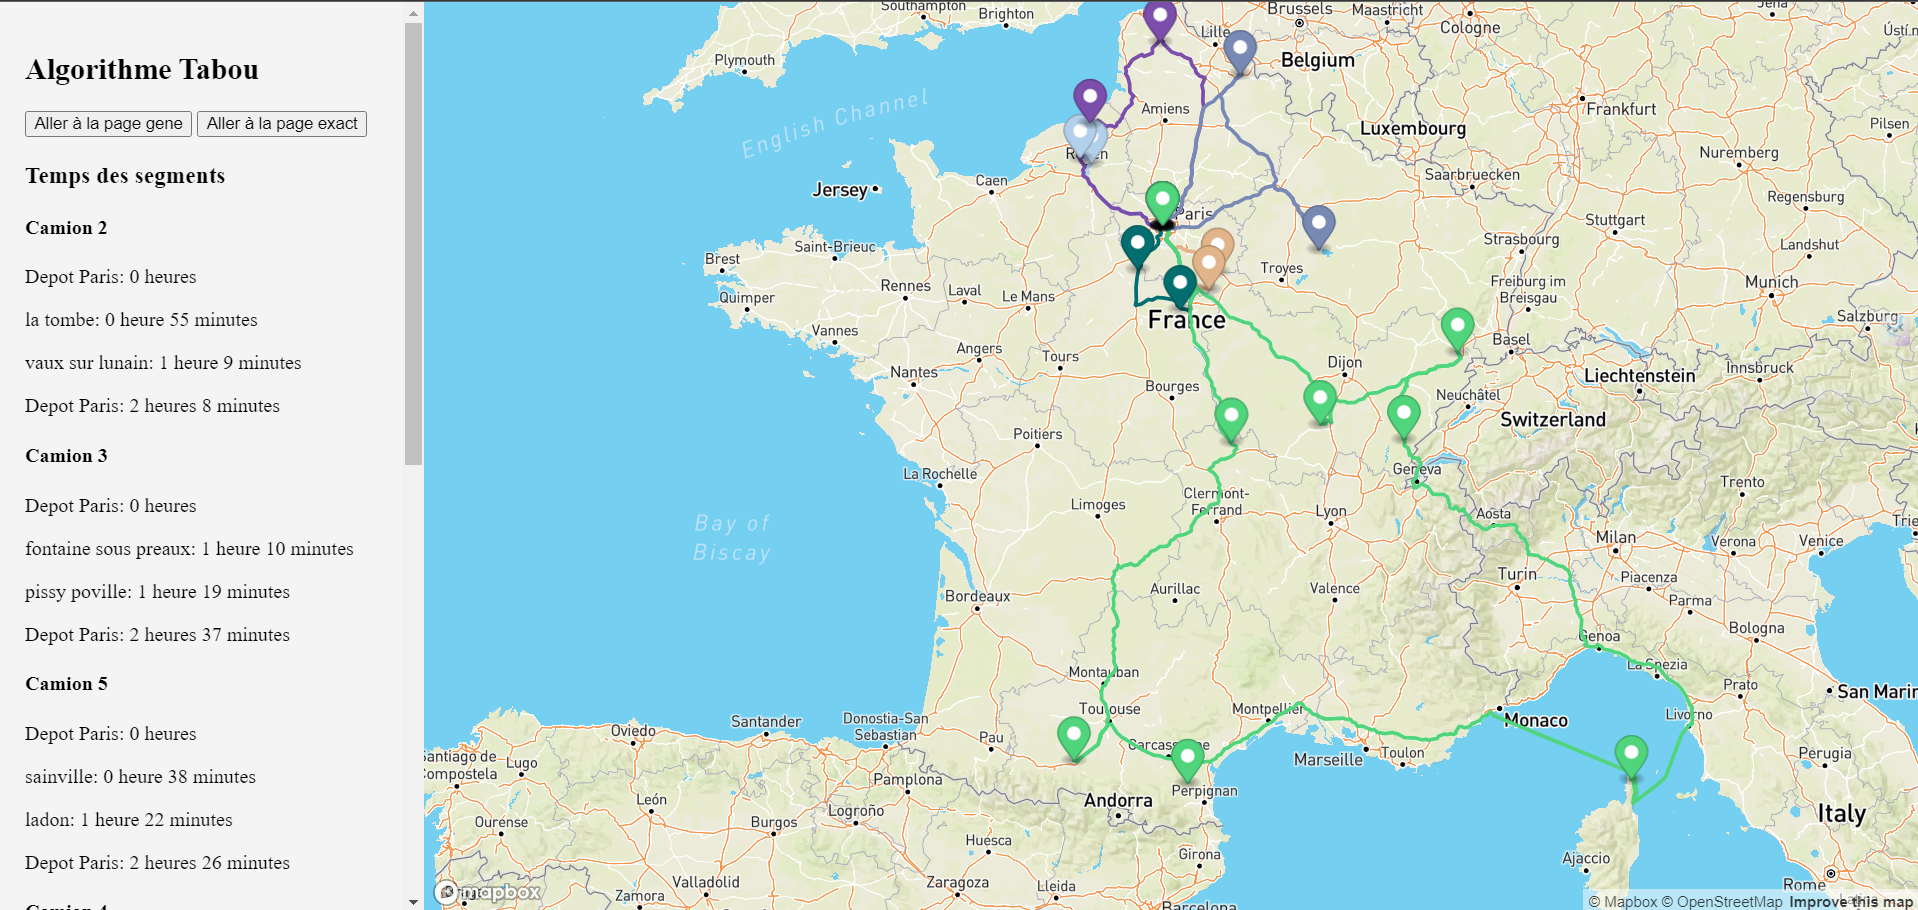 Algorithme Tabou
Aller à la page gene
Aller à la page exact
Temps des segments
Camion 2
Depot Paris: 0 heures
la tombe: 0 heure 55 minutes
vaux sur lunain: 1 heure 9 minutes
Depot Paris: 2 heures 8 minutes
Camion 3
Depot Paris: 0 heures
fontaine sous preaux: 1 heure 10 minutes
pissy poville: 1 heure 19 minutes
Depot Paris: 2 heures 37 minutes
Camion 5
Depot Paris: 0 heures
sainville: 0 heure 38 minutes
ladon: 1 heure 22 minutes
Depot Paris: 2 heures 26 minutes
Southampton
Brighton
Lille
Brussels
Maastricht
Cologne
Jena
Plymouth
Belgium
English Channel
Amiens
Frankfurt
Luxembourg
Pilsen
Nuremberg
Saarbruecken
Regensburg
Jersey
Caen
Paris
Stuttgart
Strasbourg
Landshut
Saint-Brieuc
Brest
Troyes
Munich
Freiburg im
Breisgau
Quimper
Rennes
Laval
Le Mans
France
Salzburg
Vannes
Angers
Tours
Dijon
Basel
Liechtenstein
Innsbruck
Nantes
Bourges
Neuchâtel
Switzerland
Poitiers
La Rochelle
Geneva
Trento
Clermont-
Ferrand
Limoges
Lyon
Aosta
Bay of
Biscay
Milan
Verona
Venice
Turin
Piacenza
Aurillac
Valence
Bordeaux
Parma
Bologna
Genoa
La Spezia
Montauban
Prato
San Marin
Toulouse
Montpellier
Livorno
Monaco
Santander
Donostia-San
Sebastian
Oviedo
Pau
Carcassonne
Marseille
Toulon
Perugia
Santiago de
Compostela
Lugo
Pamplona
Perpignan
León
Andorra
Logroño
Italy
Ourense
Burgos
Huesca
Girona
Ajaccio
Valladolid
Zaragoza
Lleida
Zamora
Barcelona
Rome
mapbox
© Mapbox © OpenStreetMap Improve this map